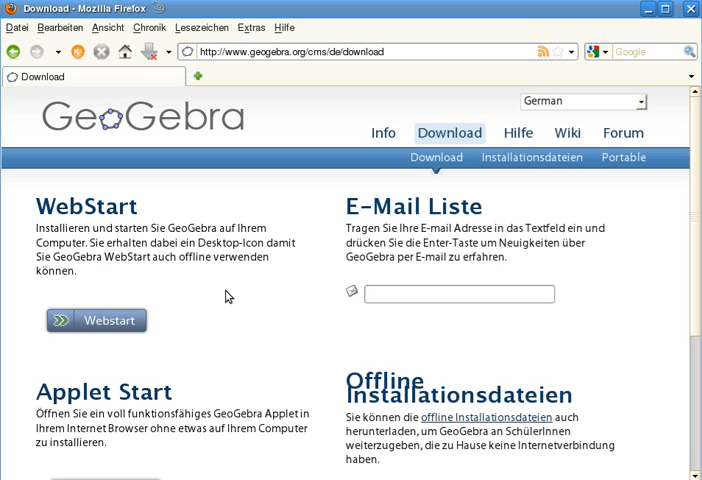 Download - Mozilla Firefox
Datei Bearbeiten Ansicht Chronik Lesezeichen Extras Hilfe
http://www.geogebra.org/cms/de/download
Google
Download
GeoGebra
German
Info Download Hilfe Wiki Forum
Download Installationsdateien Portable
WebStart
Installieren und starten Sie GeoGebra auf Ihrem
Computer. Sie erhalten dabei ein Desktop-Icon damit
Sie GeoGebra WebStart auch offline verwenden
können.
Webstart
E-Mail Liste
Tragen Sie Ihre E-mail Adresse in das Textfeld ein und
drücken Sie die Enter-Taste um Neuigkeiten über
GeoGebra per E-mail zu erfahren.
Applet Start
Öffnen Sie ein voll funktionsfähiges GeoGebra Applet in
Ihrem Internet Browser ohne etwas auf Ihrem Computer
zu installieren.
Offline
Installationsdateien
Sie können die offline Installationsdateien auch
herunterladen, um GeoGebra an SchülerInnen
weiterzugeben, die zu Hause keine Internetverbindung
haben.